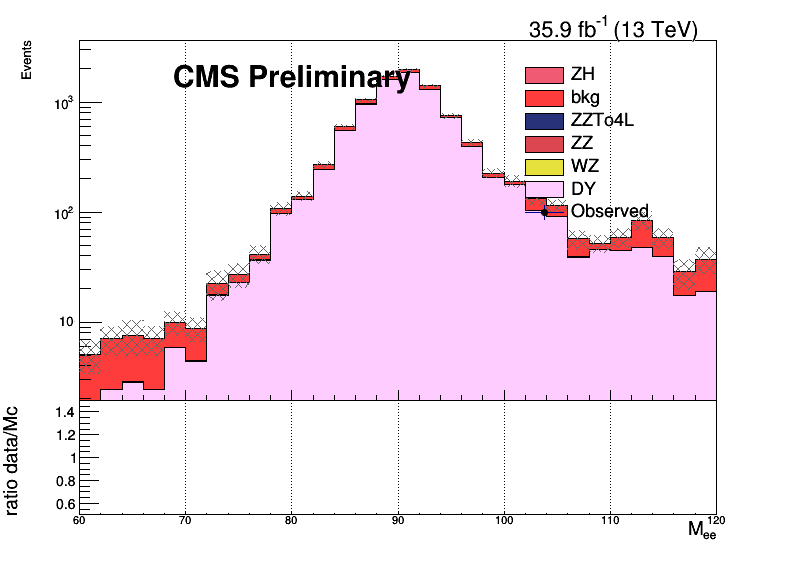 35.9 fb⁻¹ (13 TeV)
Events
CMS Preliminary
ZH
bkg
ZZTo4L
ZZ
WZ
DY
Observed
10³
10²
10
ratio data/Mc
1.4
1.2
1
0.8
0.6
60 70 80 90 100 110 120
M_ee